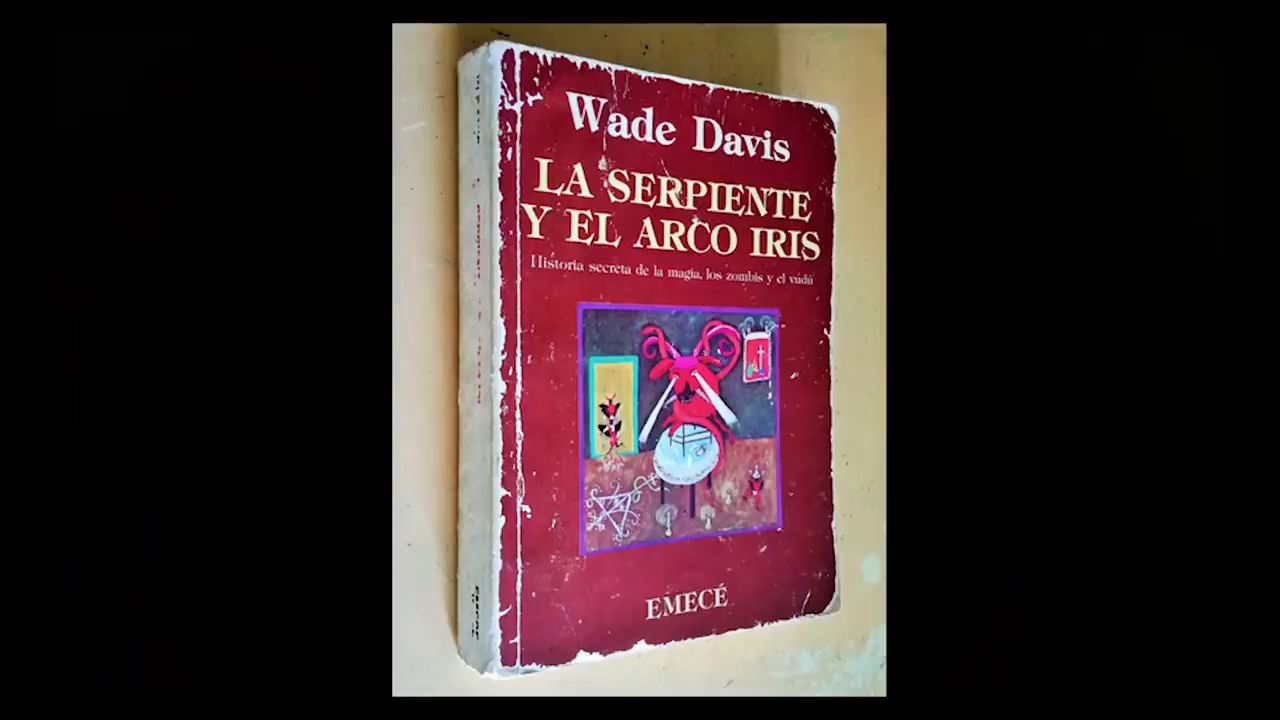 Wade Davis
LA SERPIENTE
Y EL ARCO IRIS
Historia secreta de la magia, los zombis y el vudú
EMECÉ